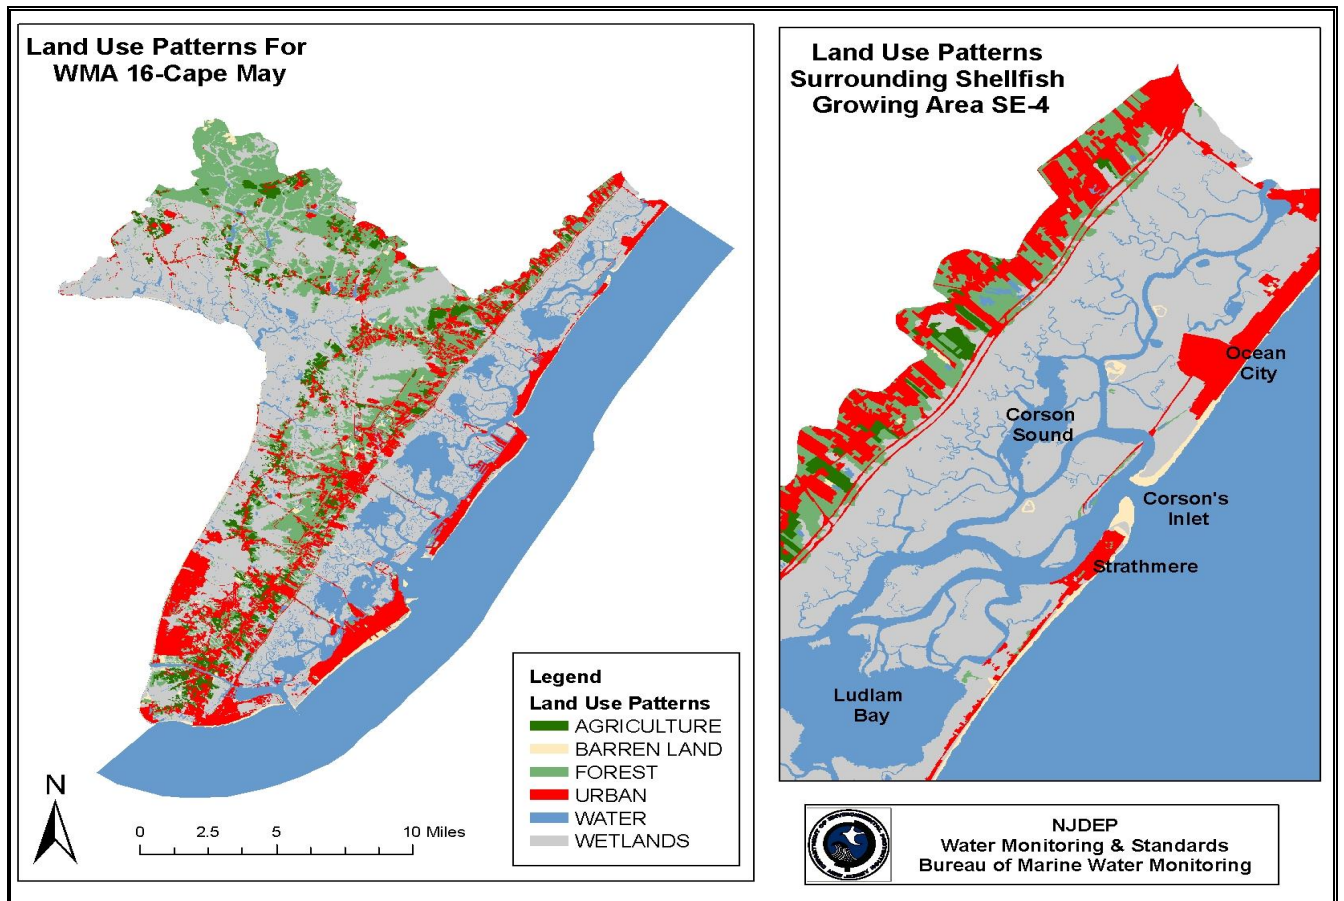 Land Use Patterns For
WMA 16-Cape May
N
0 2.5 5 10 Miles
Legend
Land Use Patterns
AGRICULTURE
BARREN LAND
FOREST
URBAN
WATER
WETLANDS
Land Use Patterns
Surrounding Shellfish
Growing Area SE-4
Ocean
City
Corson
Sound
Corson's
Inlet
Strathmere
Ludlam
Bay
NJDEP
Water Monitoring & Standards
Bureau of Marine Water Monitoring